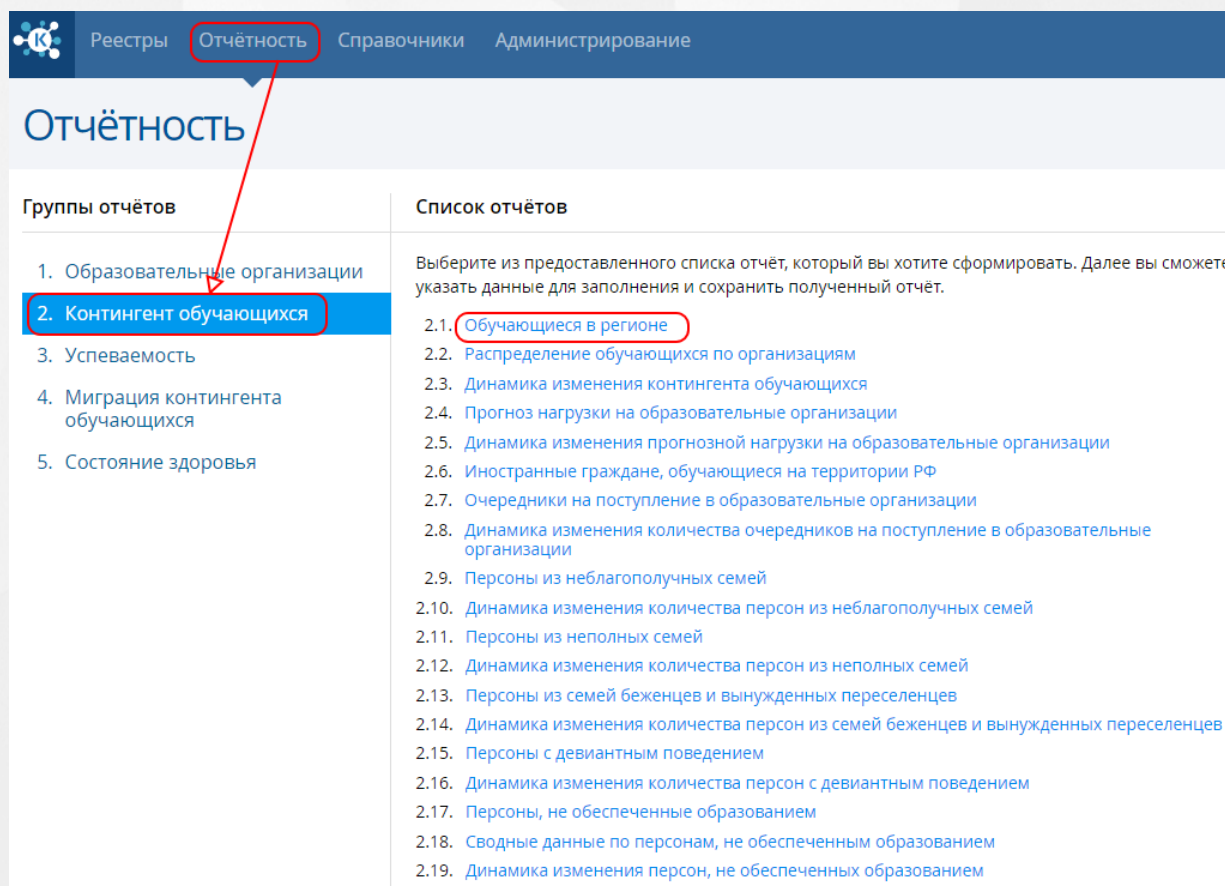 К Реестры Отчётность Справочники Администрирование
Отчётность
Группы отчётов
1. Образовательные организации
2. Контингент обучающихся
3. Успеваемость
4. Миграция контингента
обучающихся
5. Состояние здоровья
Список отчётов
Выберите из предоставленного списка отчёт, который вы хотите сформировать. Далее вы сможете
указать данные для заполнения и сохранить полученный отчёт.
2.1. Обучающиеся в регионе
2.2. Распределение обучающихся по организациям
2.3. Динамика изменения контингента обучающихся
2.4. Прогноз нагрузки на образовательные организации
2.5. Динамика изменения прогнозной нагрузки на образовательные организации
2.6. Иностранные граждане, обучающиеся на территории РФ
2.7. Очередники на поступление в образовательные организации
2.8. Динамика изменения количества очередников на поступление в образовательные
организации
2.9. Персоны из неблагополучных семей
2.10. Динамика изменения количества персон из неблагополучных семей
2.11. Персоны из неполных семей
2.12. Динамика изменения количества персон из неполных семей
2.13. Персоны из семей беженцев и вынужденных переселенцев
2.14. Динамика изменения количества персон из семей беженцев и вынужденных переселенцев
2.15. Персоны с девиантным поведением
2.16. Динамика изменения количества персон с девиантным поведением
2.17. Персоны, не обеспеченные образованием
2.18. Сводные данные по персонам, не обеспеченным образованием
2.19. Динамика изменения персон, не обеспеченных образованием